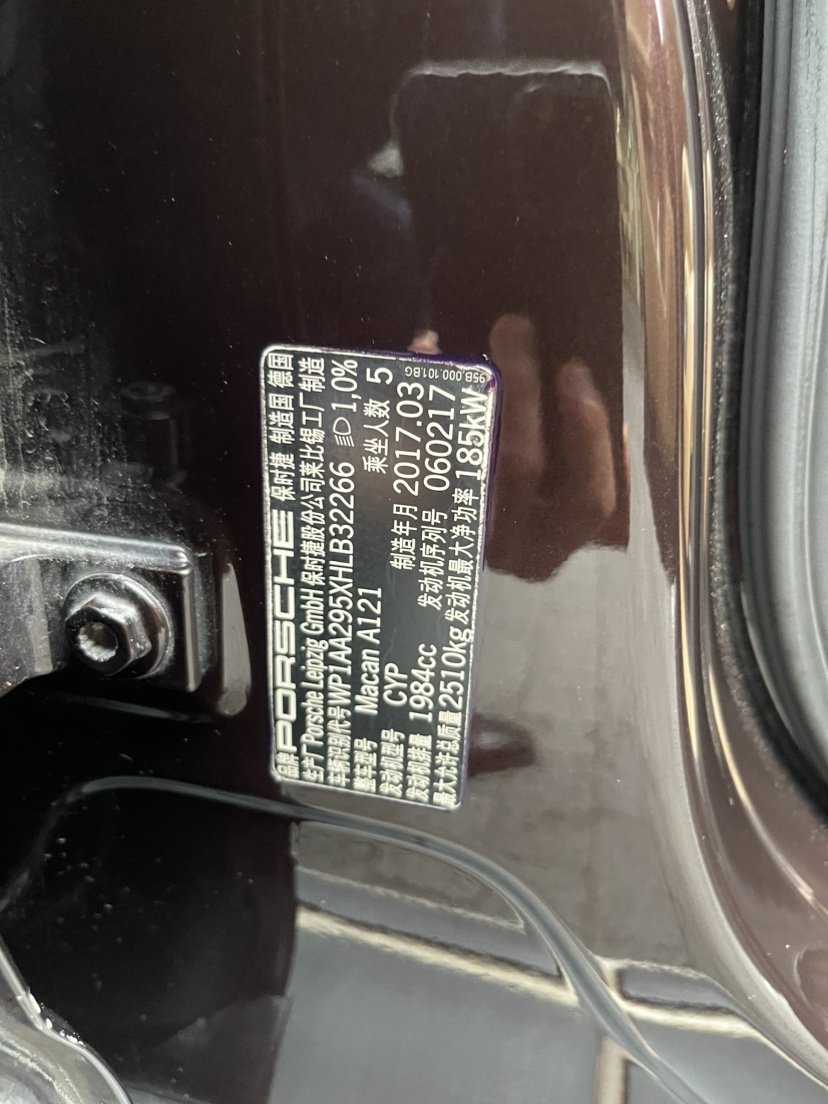 品牌 PORSCHE 保时捷 制造国 德国
生产厂 Porsche Leipzig GmbH 保时捷股份公司莱比锡工厂制造
车辆识别代号 WP1AA295XHLB32266 1,0%
整车型号 Macan A121 乘坐人数 5
发动机型号 CYP 制造年月 2017.03
发动机排量 1984cc 发动机序列号 060217
最大允许总质量 2510kg 发动机最大净功率 185kW
95B.000.101.BG